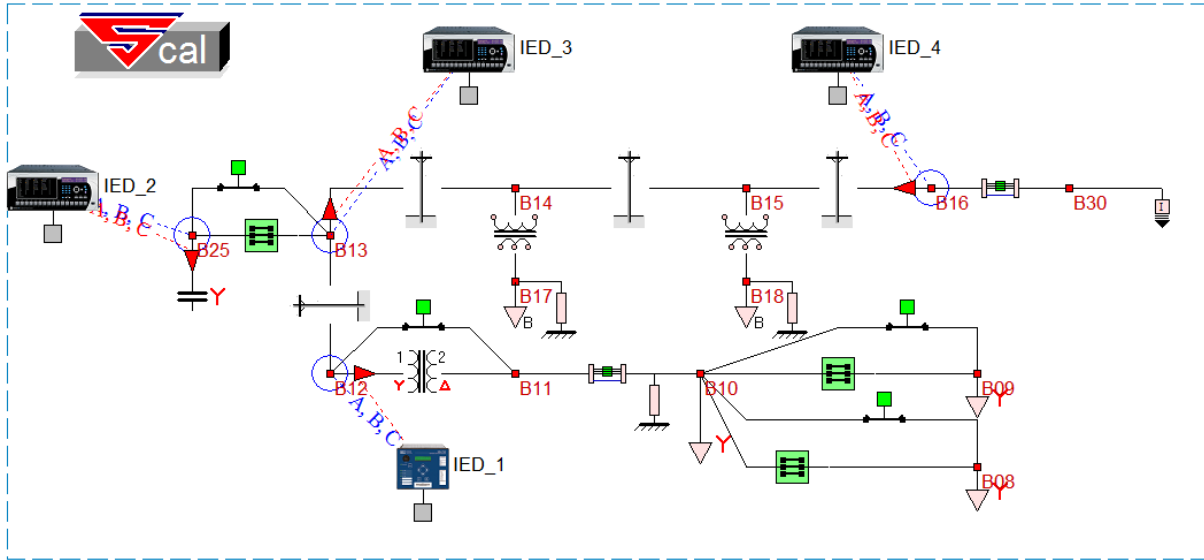 S cal
IED_3
IED_4
IED_2
A, B, C
A, B, C
A, B, C
A, B, C
A, B, C
A, B, C
B25
B13
B14
B15
B16
B30
I
Y
B17
B18
B
B
1
2
B12
Y
Δ
B11
B10
B09
Y
Y
A, B, C
IED_1
B08
Y